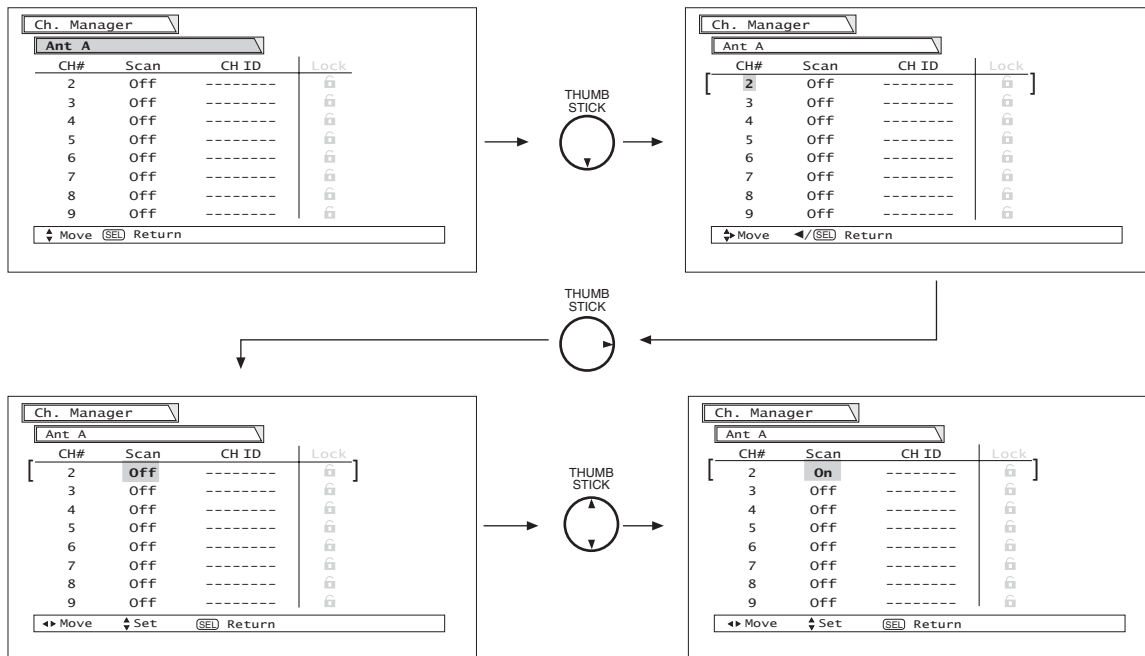 Ch. Manager
Ant A
CH# Scan CH ID Lock
2 Off --------
3 Off --------
4 Off --------
5 Off --------
6 Off --------
7 Off --------
8 Off --------
9 Off --------
Move SEL Return
THUMB
STICK
Ch. Manager
Ant A
CH# Scan CH ID Lock
2 Off --------
3 Off --------
4 Off --------
5 Off --------
6 Off --------
7 Off --------
8 Off --------
9 Off --------
Move ◀/SEL Return
THUMB
STICK
Ch. Manager
Ant A
CH# Scan CH ID Lock
2 Off --------
3 Off --------
4 Off --------
5 Off --------
6 Off --------
7 Off --------
8 Off --------
9 Off --------
Move Set SEL Return
THUMB
STICK
Ch. Manager
Ant A
CH# Scan CH ID Lock
2 On --------
3 Off --------
4 Off --------
5 Off --------
6 Off --------
7 Off --------
8 Off --------
9 Off --------
Move Set SEL Return